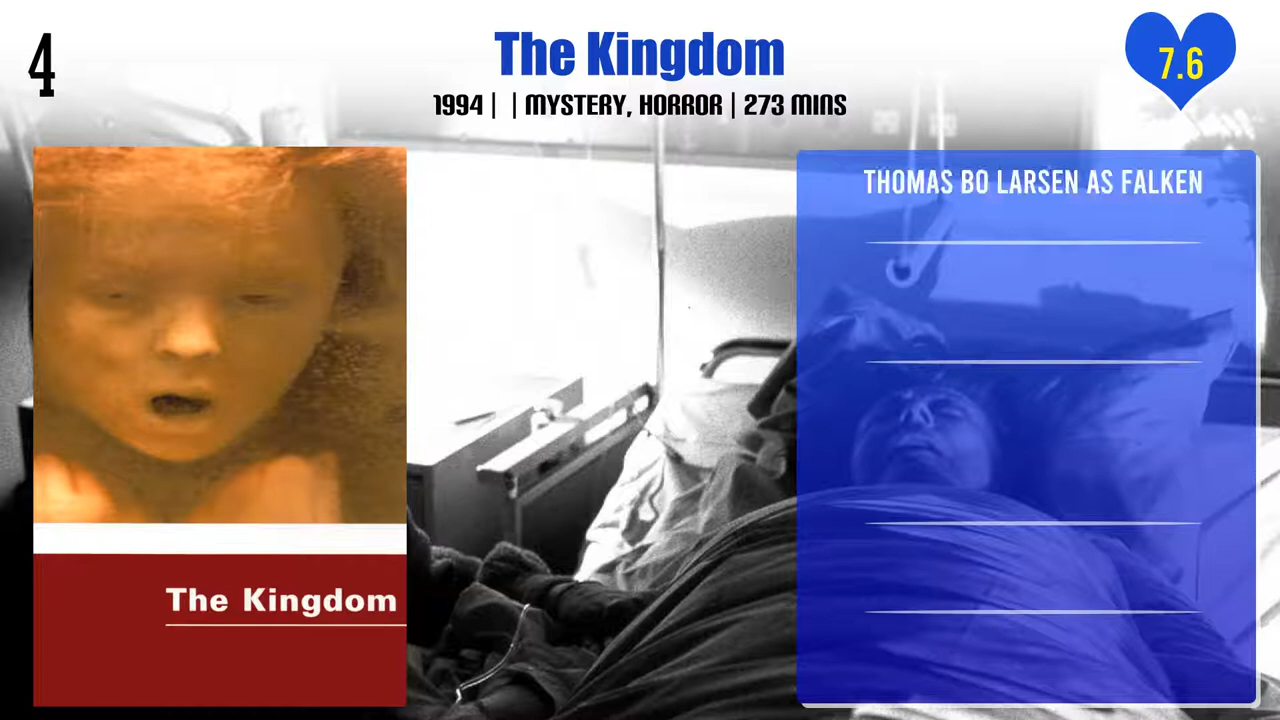 4
The Kingdom
7.6
1994 | | MYSTERY, HORROR | 273 MINS
THOMAS BO LARSEN AS FALKEN
The Kingdom